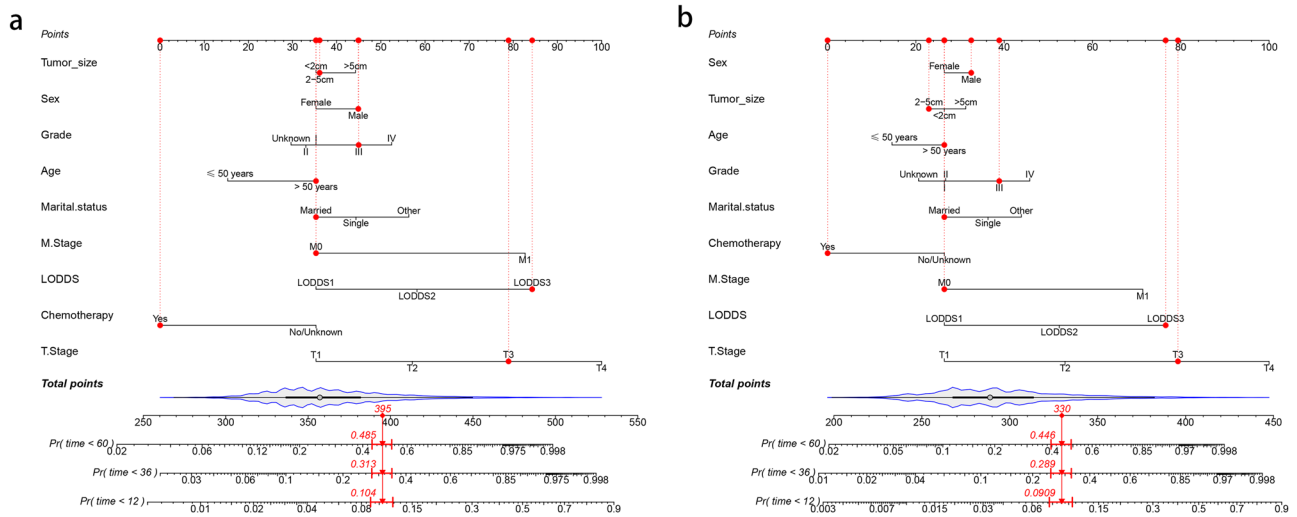 a
Points
0 10 20 30 40 50 60 70 80 90 100
Tumor_size
<2cm >5cm
2−5cm
Sex
Female
Male
Grade
Unknown I IV
II III
Age
⩽ 50 years
> 50 years
Marital.status
Married Other
Single
M.Stage
M0
M1
LODDS
LODDS1 LODDS3
LODDS2
Chemotherapy
Yes
No/Unknown
T.Stage
T1 T3
T2 T4
Total points
395
250 300 350 400 450 500 550
0.485
Pr( time < 60)
0.02 0.06 0.12 0.2 0.4 0.6 0.85 0.975 0.998
0.313
Pr( time < 36)
0.03 0.06 0.1 0.2 0.4 0.6 0.85 0.975 0.998
0.104
Pr( time < 12)
0.01 0.02 0.04 0.08 0.15 0.3 0.5 0.7 0.9
b
Points
0 20 40 60 80 100
Sex
Female
Male
Tumor_size
2−5cm >5cm
<2cm
Age
⩽ 50 years
> 50 years
Grade
Unknown II IV
I III
Marital.status
Married Other
Single
Chemotherapy
Yes
No/Unknown
M.Stage
M0
M1
LODDS
LODDS1 LODDS3
LODDS2
T.Stage
T1 T3
T2 T4
Total points
330
200 250 300 350 400 450
0.446
Pr( time < 60)
0.02 0.05 0.1 0.2 0.4 0.6 0.85 0.97 0.998
0.289
Pr( time < 36)
0.01 0.03 0.06 0.1 0.2 0.4 0.6 0.85 0.97 0.998
0.0909
Pr( time < 12)
0.003 0.007 0.015 0.03 0.06 0.15 0.3 0.5 0.7 0.9